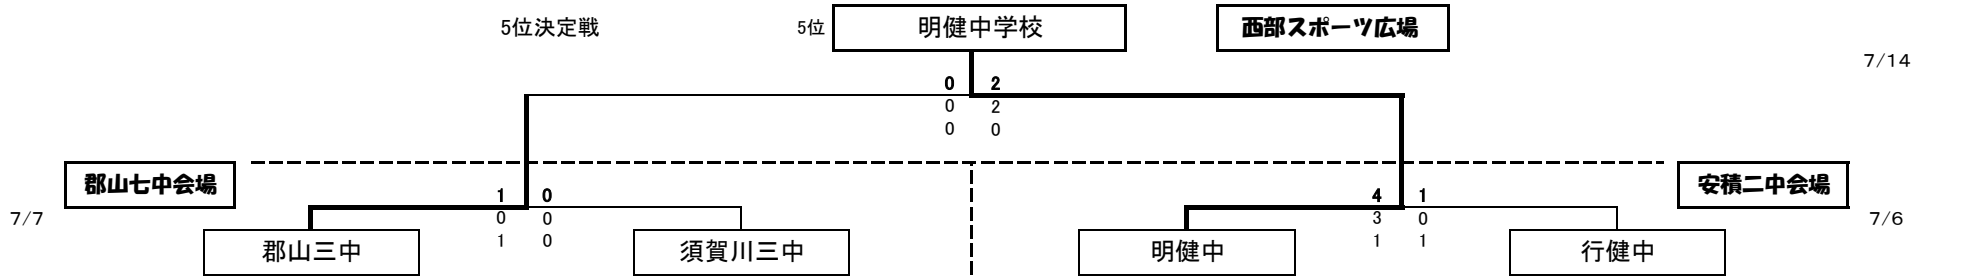 5位決定戦 5位 明健中学校 西部スポーツ広場
7/14
0 2
0 2
0 0
郡山七中会場 安積二中会場
1 0 4 1
7/7 0 0 3 0 7/6
1 0 1 1
郡山三中 須賀川三中 明健中 行健中